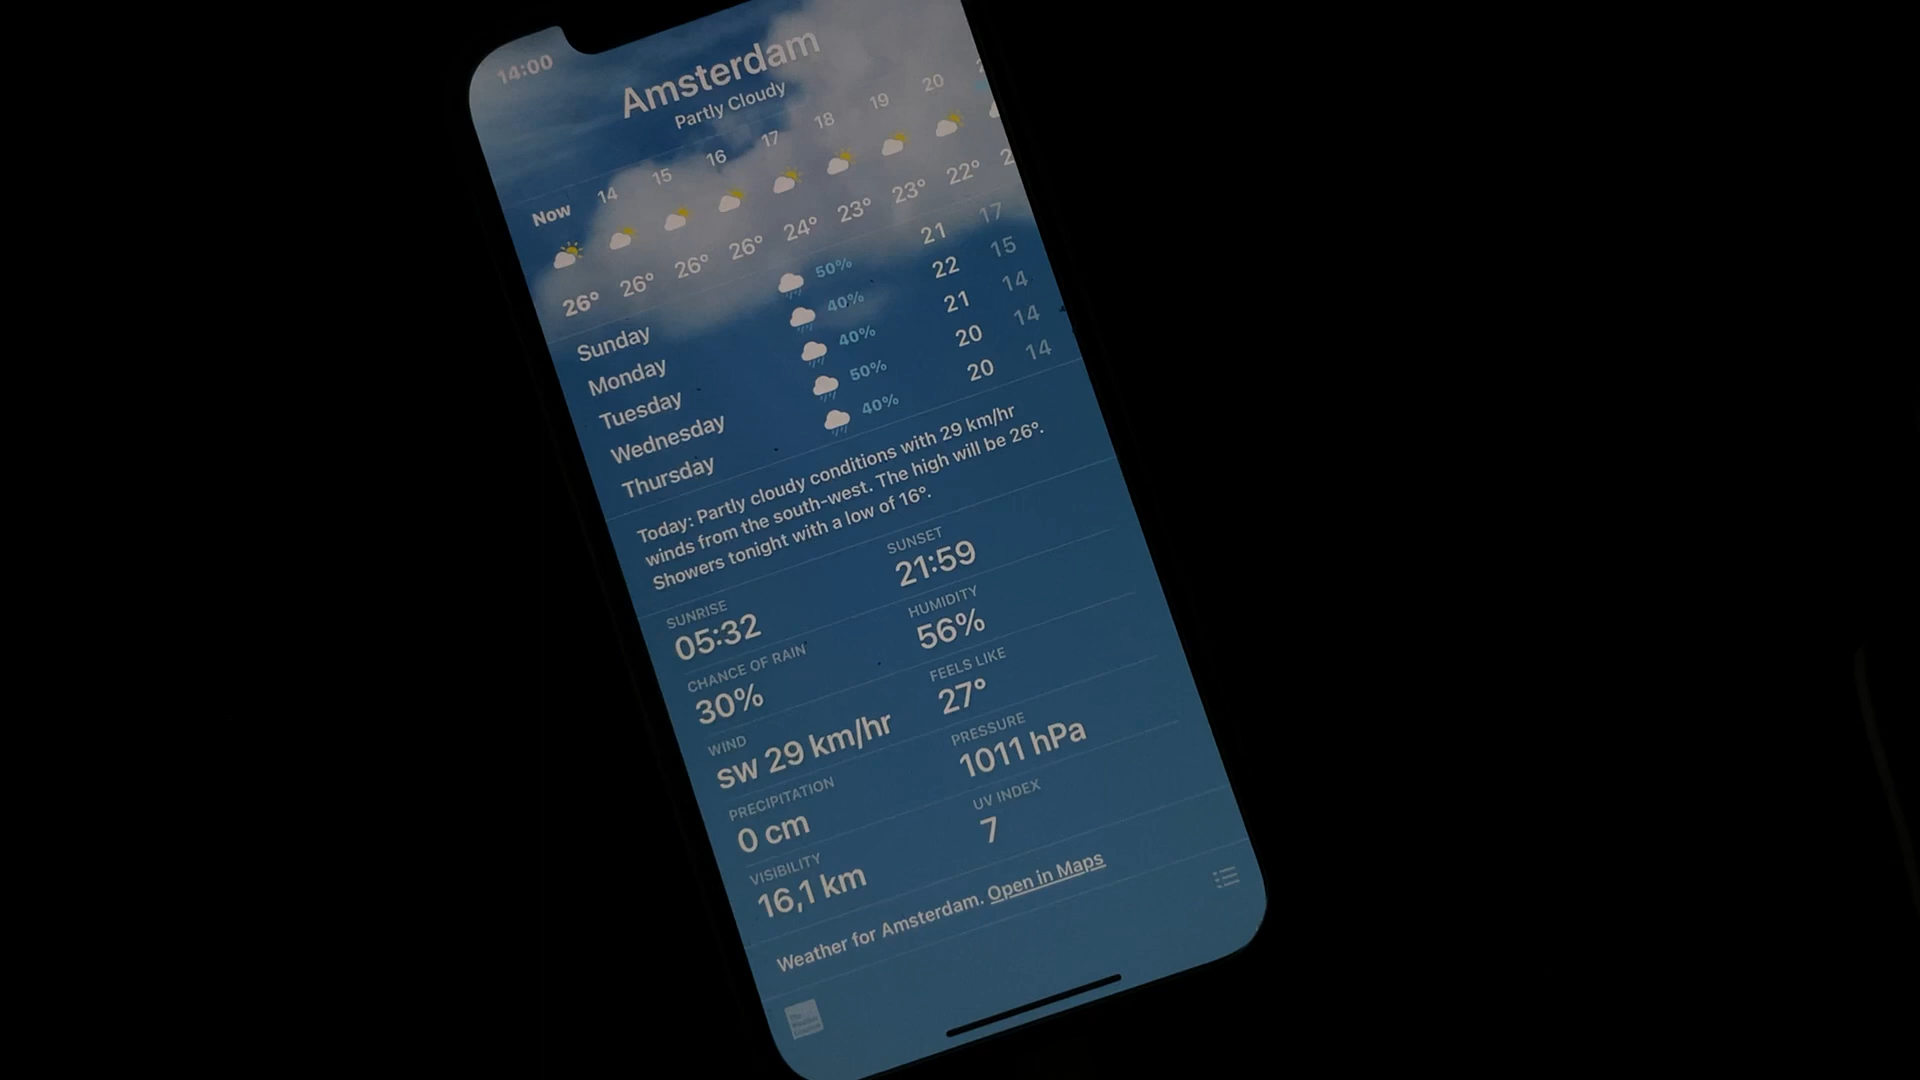 14:00
Amsterdam
Partly Cloudy
Now 14 15 16 17 18 19 20
26° 26° 26° 26° 24° 23° 23° 22°
Sunday 50% 21 17
Monday 40% 22 15
Tuesday 40% 21 14
Wednesday 50% 20 14
Thursday 40% 20 14
Today: Partly cloudy conditions with 29 km/hr
winds from the south-west. The high will be 26°.
Showers tonight with a low of 16°.
SUNRISE SUNSET
05:32 21:59
CHANCE OF RAIN HUMIDITY
30% 56%
WIND FEELS LIKE
sw 29 km/hr 27°
PRECIPITATION PRESSURE
0 cm 1011 hPa
VISIBILITY UV INDEX
16,1 km 7
Weather for Amsterdam. Open in Maps